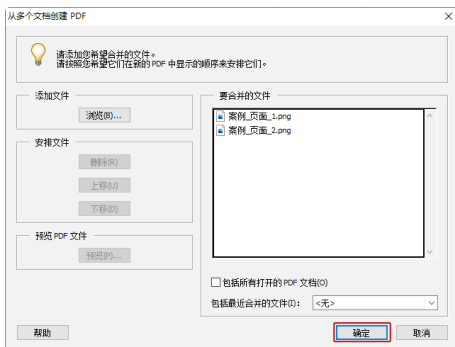 从多个文档创建 PDF
请添加您希望合并的文件。
请按照您希望它们在新的 PDF 中显示的顺序来安排它们。
添加文件
浏览(B)...
安排文件
删除(R)
上移(U)
下移(D)
预览 PDF 文件
预览(P)...
要合并的文件
案例_页面_1.png
案例_页面_2.png
包括所有打开的 PDF 文档(O)
包括最近合并的文件(I): <无>
帮助
确定
取消